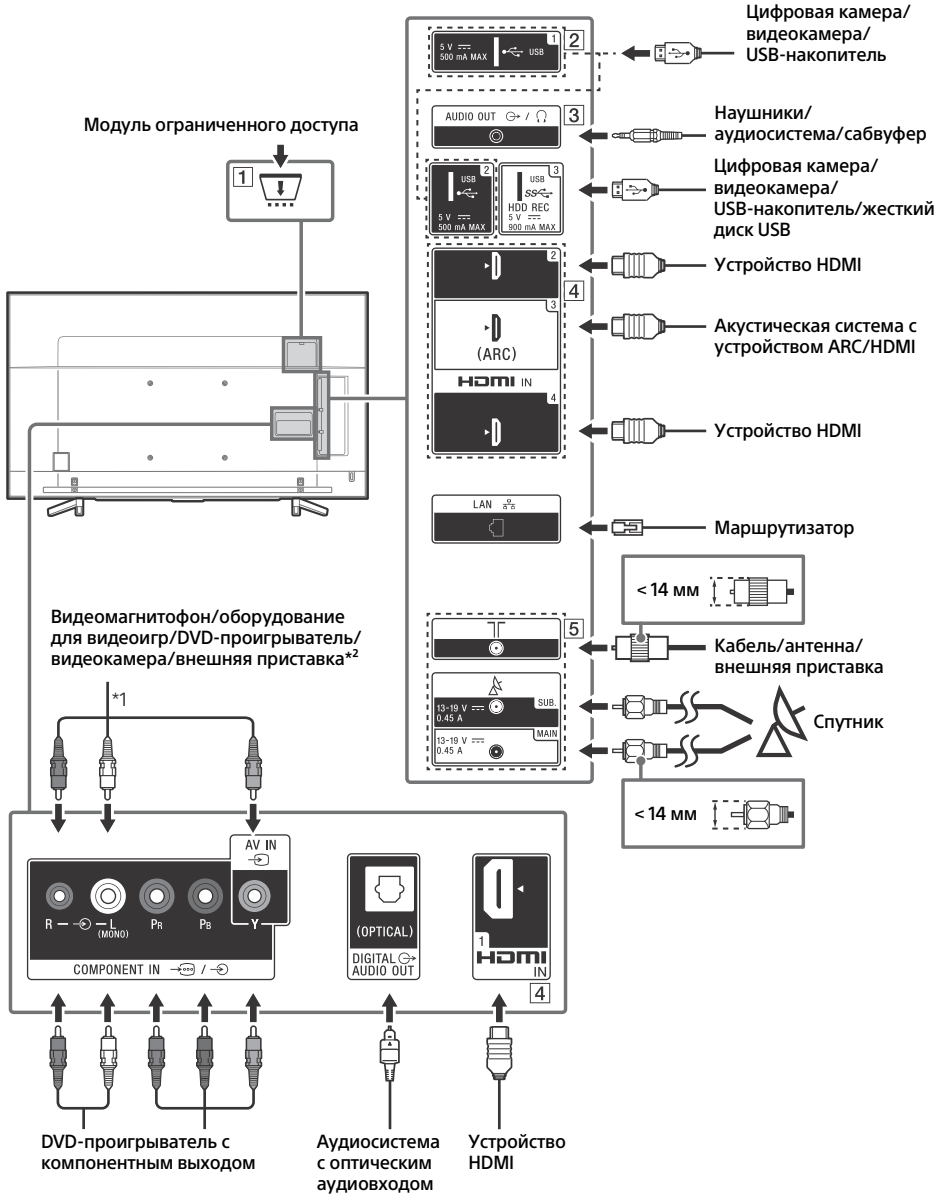 Цифровая камера/
видеокамера/
USB-накопитель
1
2
5 V
500 mA MAX
USB
Модуль ограниченного доступа
1
AUDIO OUT /
3
Наушники/
аудиосистема/сабвуфер
2
USB
5 V
500 mA MAX
3
USB
SS
HDD REC
5 V
900 mA MAX
Цифровая камера/
видеокамера/
USB-накопитель/жесткий
диск USB
2
Устройство HDMI
4
3
(ARC)
Акустическая система с
устройством ARC/HDMI
HDMI IN
4
Устройство HDMI
LAN
Маршрутизатор
< 14 мм
5
Кабель/антенна/
внешняя приставка
13-19 V
0.45 A
SUB.
13-19 V
0.45 A
MAIN
Спутник
< 14 мм
Видеомагнитофон/оборудование
для видеоигр/DVD-проигрыватель/
видеокамера/внешняя приставка*2
*1
AV IN
R — — L
(MONO)
PR
PB
Y
COMPONENT IN /
(OPTICAL)
DIGITAL
AUDIO OUT
1
HDMI
IN
4
DVD-проигрыватель с
компонентным выходом
Аудиосистема
с оптическим
аудиовходом
Устройство
HDMI